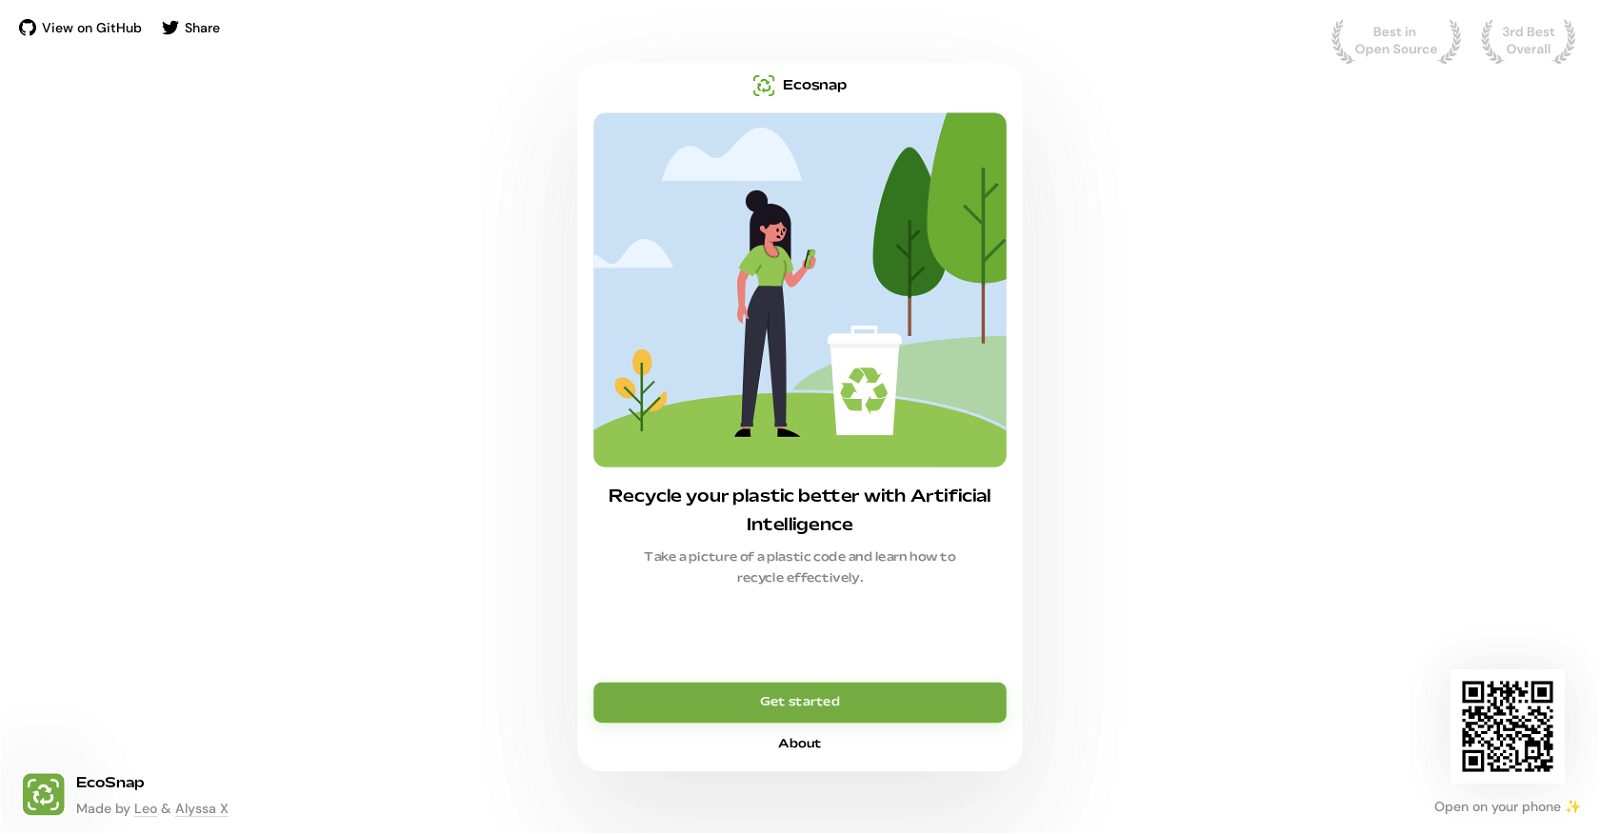 View on GitHub
Share
Best in
Open Source
3rd Best
Overall
Ecosnap
Recycle your plastic better with Artificial
Intelligence
Take a picture of a plastic code and learn how to
recycle effectively.
Get started
About
EcoSnap
Made by Leo & Alyssa X
Open on your phone ✨